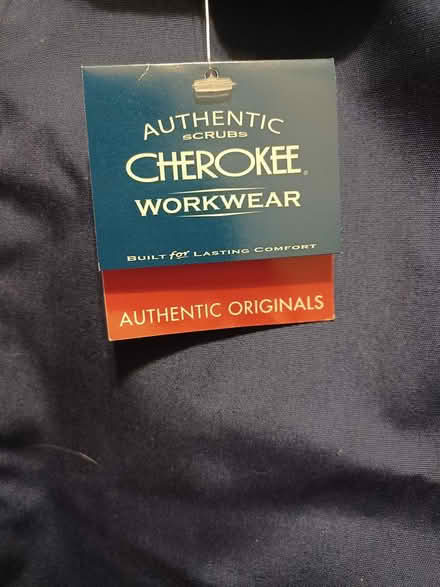 AUTHENTIC
SCRUBS
CHEROKEE®
WORKWEAR
BUILT for LASTING COMFORT
AUTHENTIC ORIGINALS